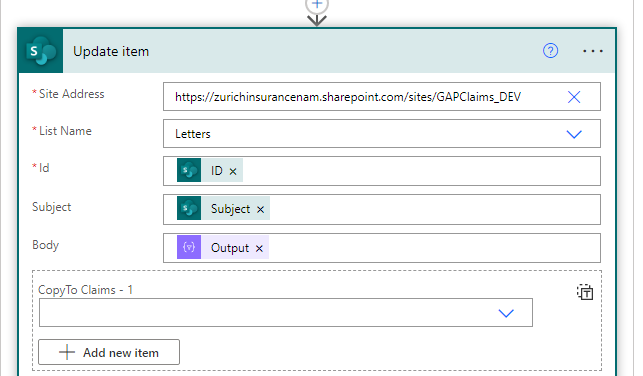 Update item
* Site Address
https://zurichinsurancenam.sharepoint.com/sites/GAPClaims_DEV
* List Name
Letters
* Id
ID
Subject
Subject
Body
Output
CopyTo Claims - 1
Add new item